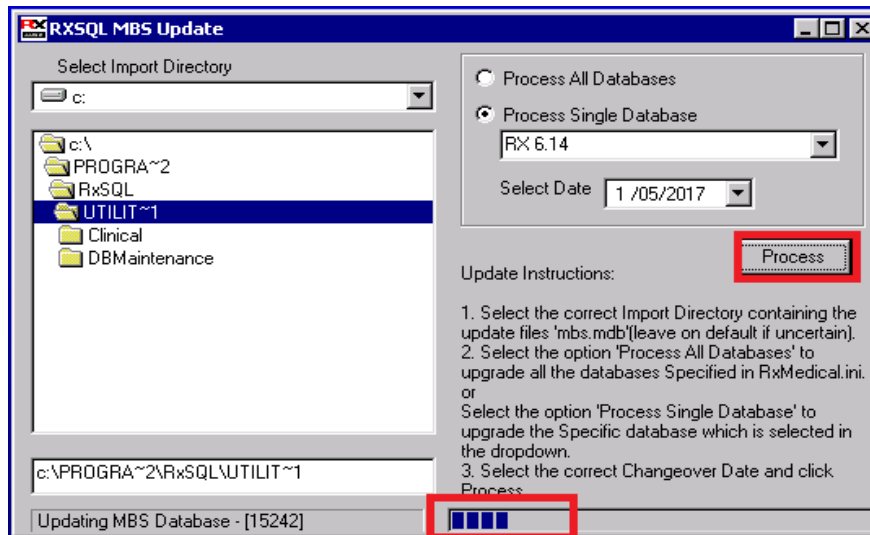 RXSQL MBS Update
Select Import Directory
c:
c:\
PROGRA~2
RxSQL
UTILIT~1
Clinical
DBMaintenance
c:\PROGRA~2\RxSQL\UTILIT~1
Updating MBS Database - [15242]
Process All Databases
Process Single Database
RX 6.14
Select Date
1 /05/2017
Process
Update Instructions:
1. Select the correct Import Directory containing the
update files 'mbs.mdb'(leave on default if uncertain).
2. Select the option 'Process All Databases' to
upgrade all the databases Specified in RxMedical.ini.
or
Select the option 'Process Single Database' to
upgrade the Specific database which is selected in
the dropdown.
3. Select the correct Changeover Date and click
Process